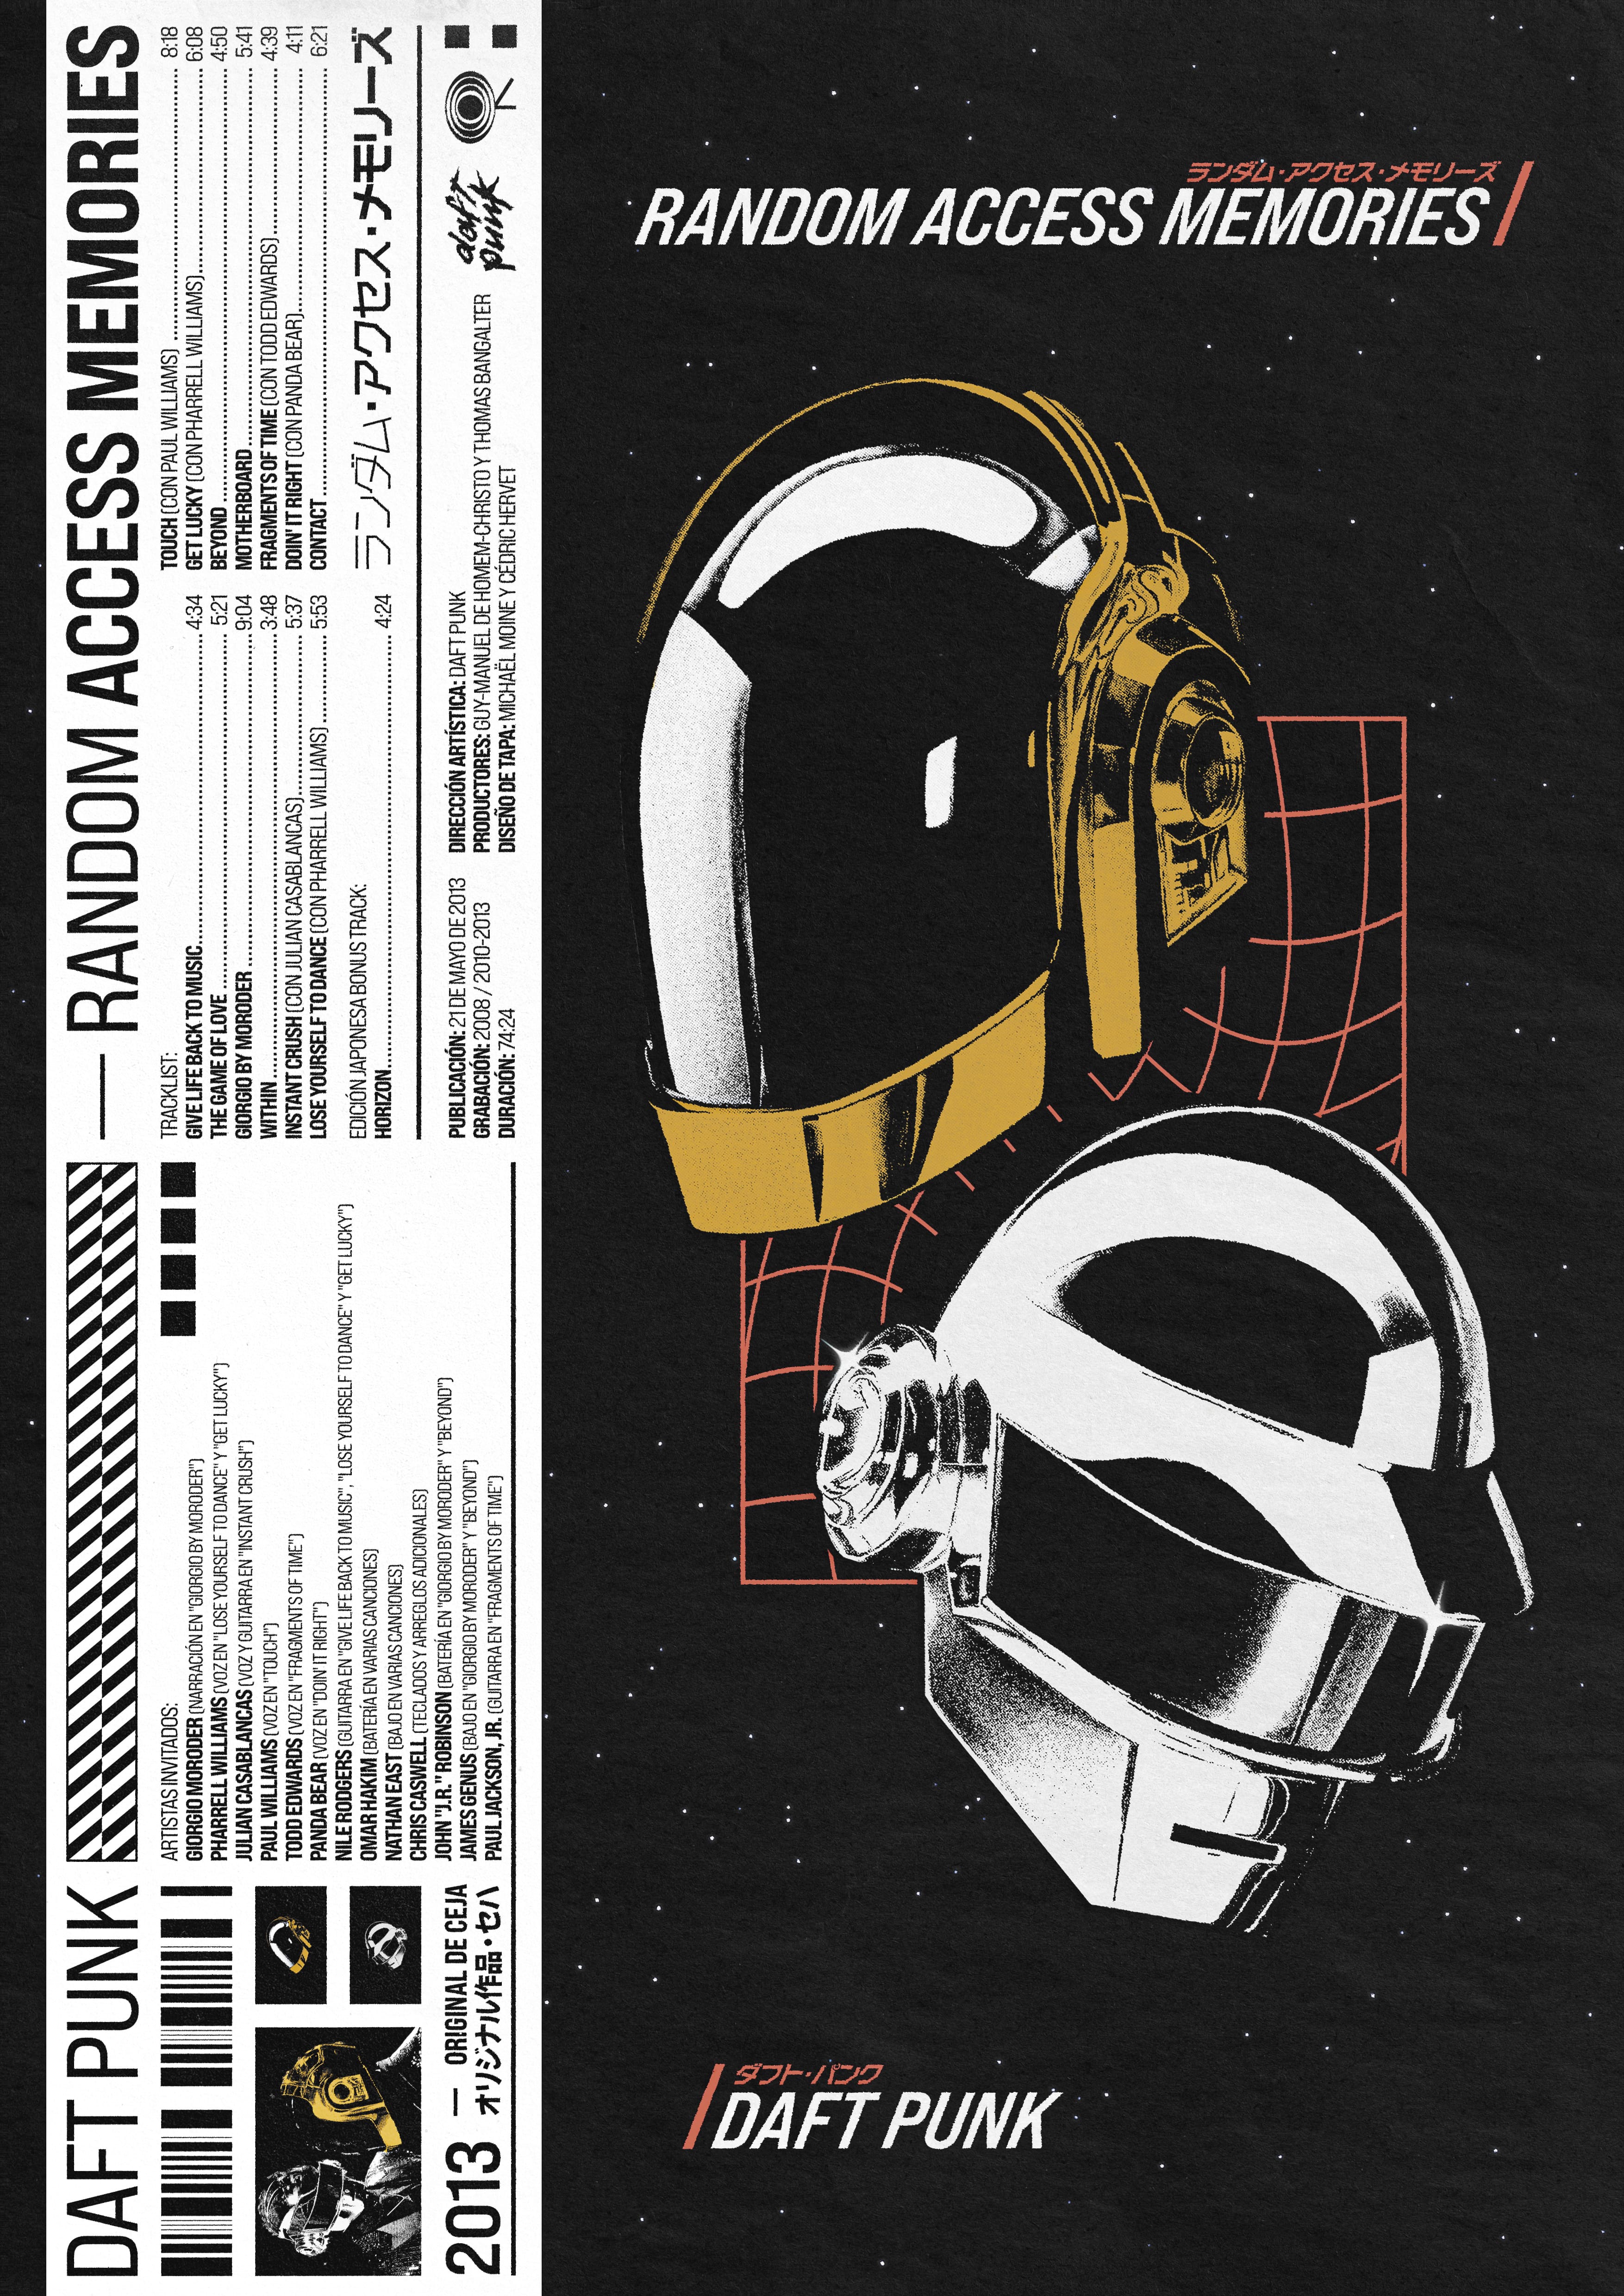 DAFT PUNK
— RANDOM ACCESS MEMORIES
ARTISTAS INVITADOS:
GIORGIO MORODER (NARRACIÓN EN "GIORGIO BY MORODER")
PHARRELL WILLIAMS (VOZ EN "LOSE YOURSELF TO DANCE" Y "GET LUCKY")
JULIAN CASABLANCAS (VOZ Y GUITARRA EN "INSTANT CRUSH")
PAUL WILLIAMS (VOZ EN "TOUCH")
TODD EDWARDS (VOZ EN "FRAGMENTS OF TIME")
PANDA BEAR (VOZ EN "DOIN' IT RIGHT")
NILE RODGERS (GUITARRA EN "GIVE LIFE BACK TO MUSIC", "LOSE YOURSELF TO DANCE" Y "GET LUCKY")
OMAR HAKIM (BATERÍA EN VARIAS CANCIONES)
NATHAN EAST (BAJO EN VARIAS CANCIONES)
CHRIS CASWELL (TECLADOS Y ARREGLOS ADICIONALES)
JOHN "J.R." ROBINSON (BATERÍA EN "GIORGIO BY MORODER" Y "BEYOND")
JAMES GENUS (BAJO EN "GIORGIO BY MORODER" Y "BEYOND")
PAUL JACKSON, JR. (GUITARRA EN "FRAGMENTS OF TIME")
TRACKLIST:
GIVE LIFE BACK TO MUSIC 4:34
THE GAME OF LOVE 5:21
GIORGIO BY MORODER 9:04
WITHIN 3:48
INSTANT CRUSH (CON JULIAN CASABLANCAS) 5:37
LOSE YOURSELF TO DANCE (CON PHARRELL WILLIAMS) 5:53
EDICIÓN JAPONESA BONUS TRACK:
HORIZON 4:24
TOUCH (CON PAUL WILLIAMS) 8:18
GET LUCKY (CON PHARRELL WILLIAMS) 6:08
BEYOND 4:50
MOTHERBOARD 5:41
FRAGMENTS OF TIME (CON TODD EDWARDS) 4:39
DOIN' IT RIGHT (CON PANDA BEAR) 4:11
CONTACT 6:21
ランダム・アクセス・メモリーズ
2013
— ORIGINAL DE CEJA
オリジナル作品・セハ
PUBLICACIÓN: 21 DE MAYO DE 2013
GRABACIÓN: 2008 / 2010-2013
DURACIÓN: 74:24
DIRECCIÓN ARTÍSTICA: DAFT PUNK
PRODUCTORES: GUY-MANUEL DE HOMEM-CHRISTO Y THOMAS BANGALTER
DISEÑO DE TAPA: MICHAËL MOINE Y CÉDRIC HERVET
daft
punk
ランダム・アクセス・メモリーズ
RANDOM ACCESS MEMORIES
ダフト・パンク
DAFT PUNK